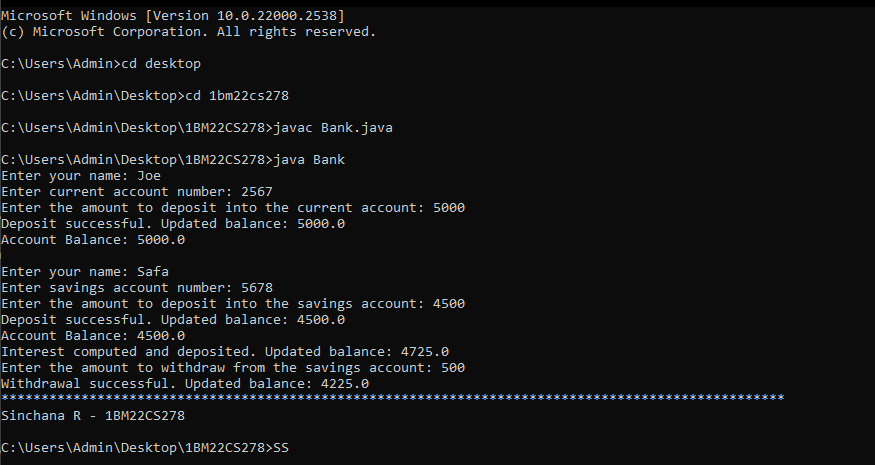 Microsoft Windows [Version 10.0.22000.2538]
(c) Microsoft Corporation. All rights reserved.
C:\Users\Admin>cd desktop
C:\Users\Admin\Desktop>cd 1bm22cs278
C:\Users\Admin\Desktop\1BM22CS278>javac Bank.java
C:\Users\Admin\Desktop\1BM22CS278>java Bank
Enter your name: Joe
Enter current account number: 2567
Enter the amount to deposit into the current account: 5000
Deposit successful. Updated balance: 5000.0
Account Balance: 5000.0
Enter your name: Safa
Enter savings account number: 5678
Enter the amount to deposit into the savings account: 4500
Deposit successful. Updated balance: 4500.0
Account Balance: 4500.0
Interest computed and deposited. Updated balance: 4725.0
Enter the amount to withdraw from the savings account: 500
Withdrawal successful. Updated balance: 4225.0
**************************************************************************************************
Sinchana R - 1BM22CS278
C:\Users\Admin\Desktop\1BM22CS278>SS